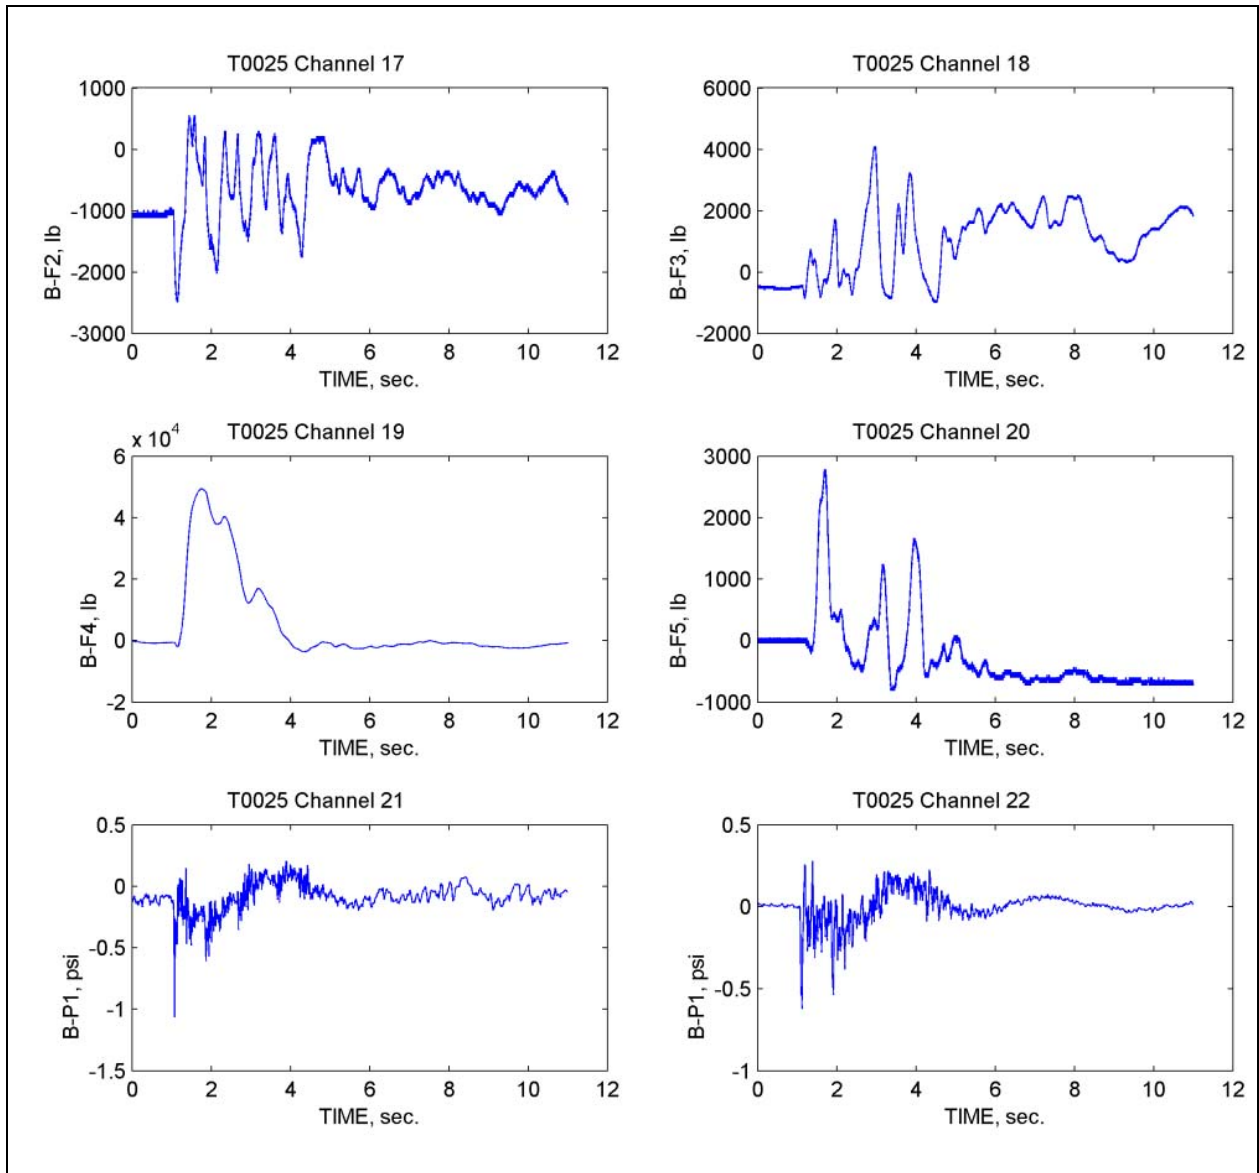 T0025 Channel 17
B-F2, lb
1000
0
-1000
-2000
-3000
0 2 4 6 8 10 12
TIME, sec.
T0025 Channel 18
B-F3, lb
6000
4000
2000
0
-2000
0 2 4 6 8 10 12
TIME, sec.
T0025 Channel 19
x 10^4
B-F4, lb
6
4
2
0
-2
0 2 4 6 8 10 12
TIME, sec.
T0025 Channel 20
B-F5, lb
3000
2000
1000
0
-1000
0 2 4 6 8 10 12
TIME, sec.
T0025 Channel 21
B-P1, psi
0.5
0
-0.5
-1
-1.5
0 2 4 6 8 10 12
TIME, sec.
T0025 Channel 22
B-P1, psi
0.5
0
-0.5
-1
0 2 4 6 8 10 12
TIME, sec.